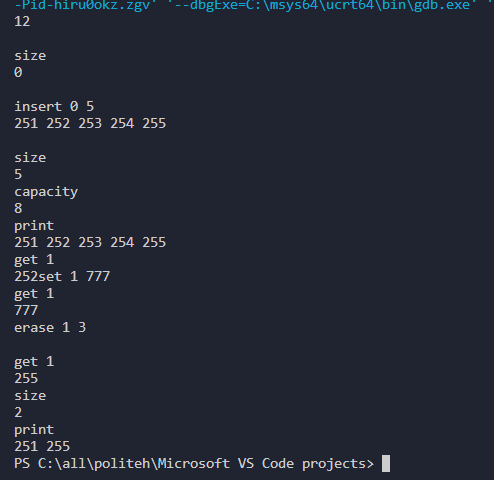 -Pid-hiru0okz.zgv' '--dbgExe=C:\msys64\ucrt64\bin\gdb.exe' '
12
size
0
insert 0 5
251 252 253 254 255
size
5
capacity
8
print
251 252 253 254 255
get 1
252set 1 777
get 1
777
erase 1 3
get 1
255
size
2
print
251 255
PS C:\all\politeh\Microsoft VS Code projects>